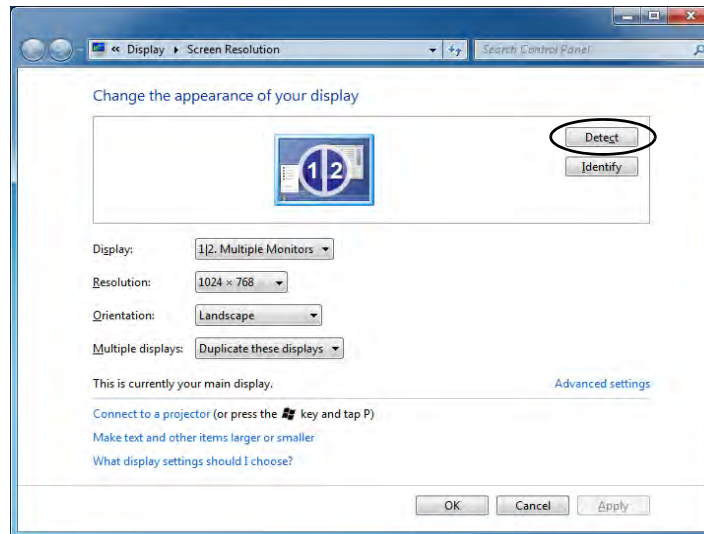 « Display ▸ Screen Resolution Search Control Panel
Change the appearance of your display
1 2
Detect
Identify
Display: 1|2. Multiple Monitors
Resolution: 1024 × 768
Orientation: Landscape
Multiple displays: Duplicate these displays
This is currently your main display. Advanced settings
Connect to a projector (or press the key and tap P)
Make text and other items larger or smaller
What display settings should I choose?
OK Cancel Apply